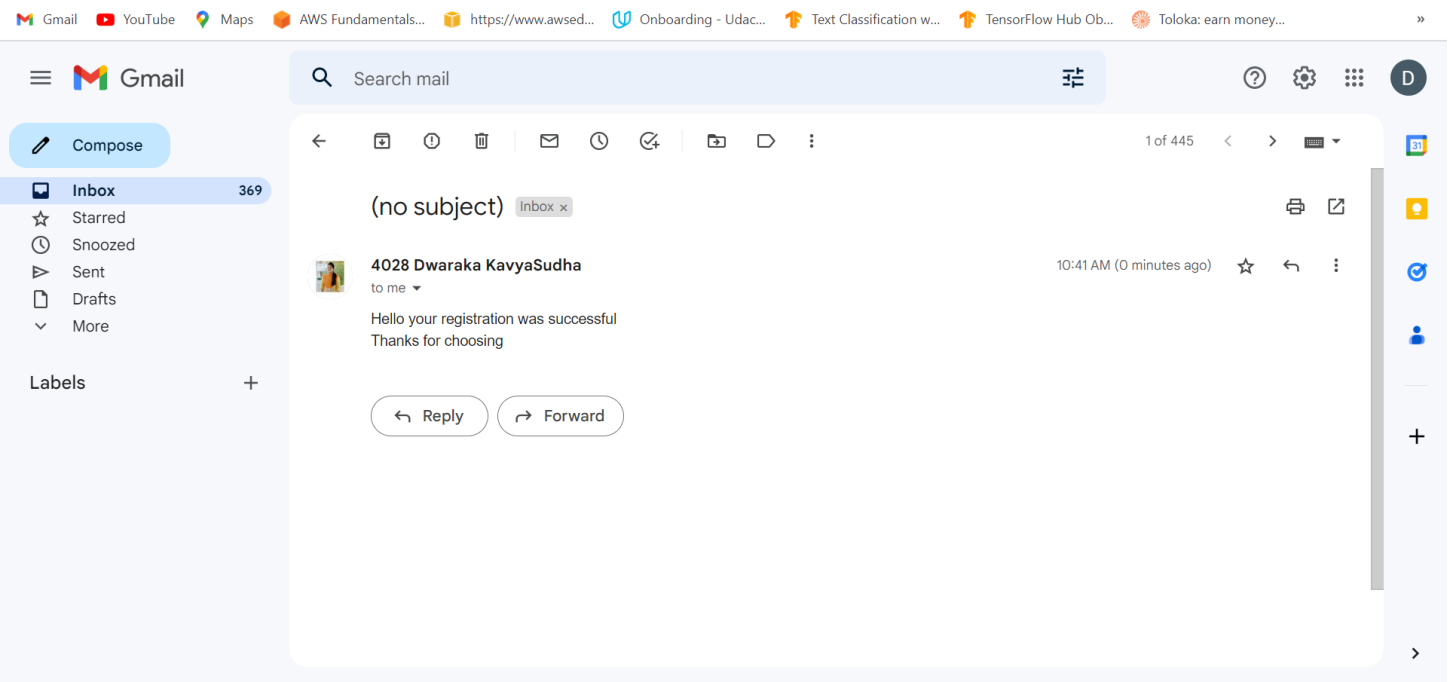 Gmail YouTube Maps AWS Fundamentals... https://www.awsed... Onboarding - Udac... Text Classification w... TensorFlow Hub Ob... Toloka: earn money... »
Gmail Search mail D
Compose
1 of 445
31
Inbox 369
Starred
Snoozed
Sent
Drafts
More
Labels +
(no subject) Inbox x
4028 Dwaraka KavyaSudha 10:41 AM (0 minutes ago)
to me
Hello your registration was successful
Thanks for choosing
Reply Forward